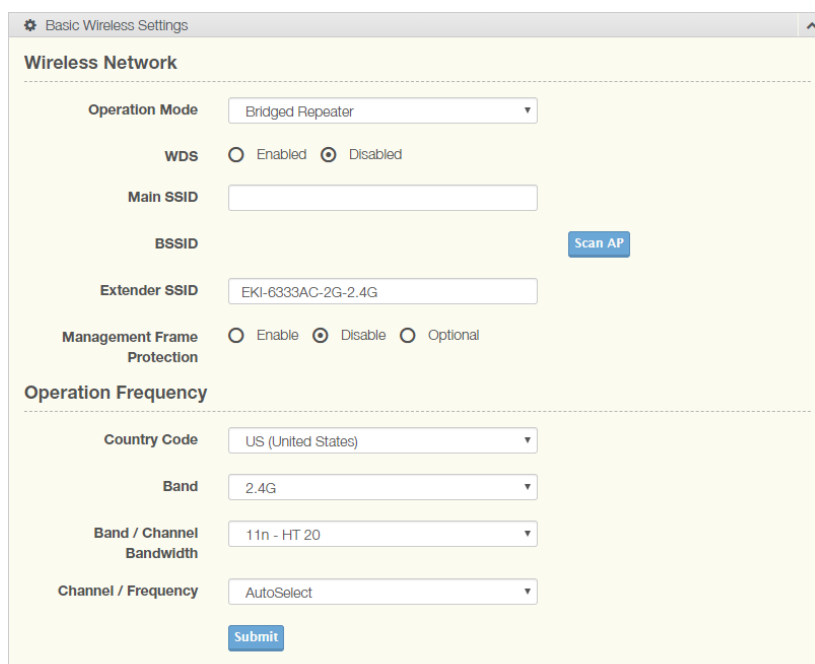 Basic Wireless Settings
Wireless Network
Operation Mode Bridged Repeater
WDS Enabled Disabled
Main SSID
BSSID Scan AP
Extender SSID EKI-6333AC-2G-2.4G
Management Frame Enable Disable Optional
Protection
Operation Frequency
Country Code US (United States)
Band 2.4G
Band / Channel 11n - HT 20
Bandwidth
Channel / Frequency AutoSelect
Submit